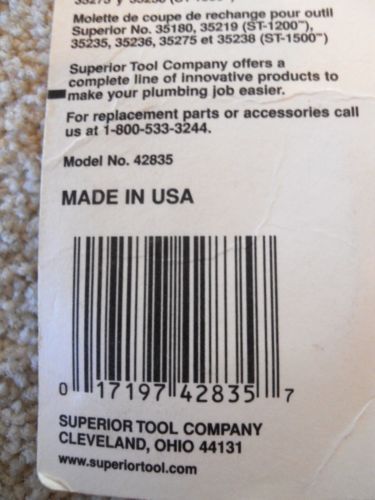 Molette de coupe de rechange pour outil
Superior No. 35180, 35219 (ST-1200™),
35235, 35236, 35275 et 35238 (ST-1500™)
Superior Tool Company offers a
complete line of innovative products to
make your plumbing job easier.
For replacement parts or accessories call
us at 1-800-533-3244.
Model No. 42835
MADE IN USA
0 17197 42835 7
SUPERIOR TOOL COMPANY
CLEVELAND, OHIO 44131
www.superiortool.com